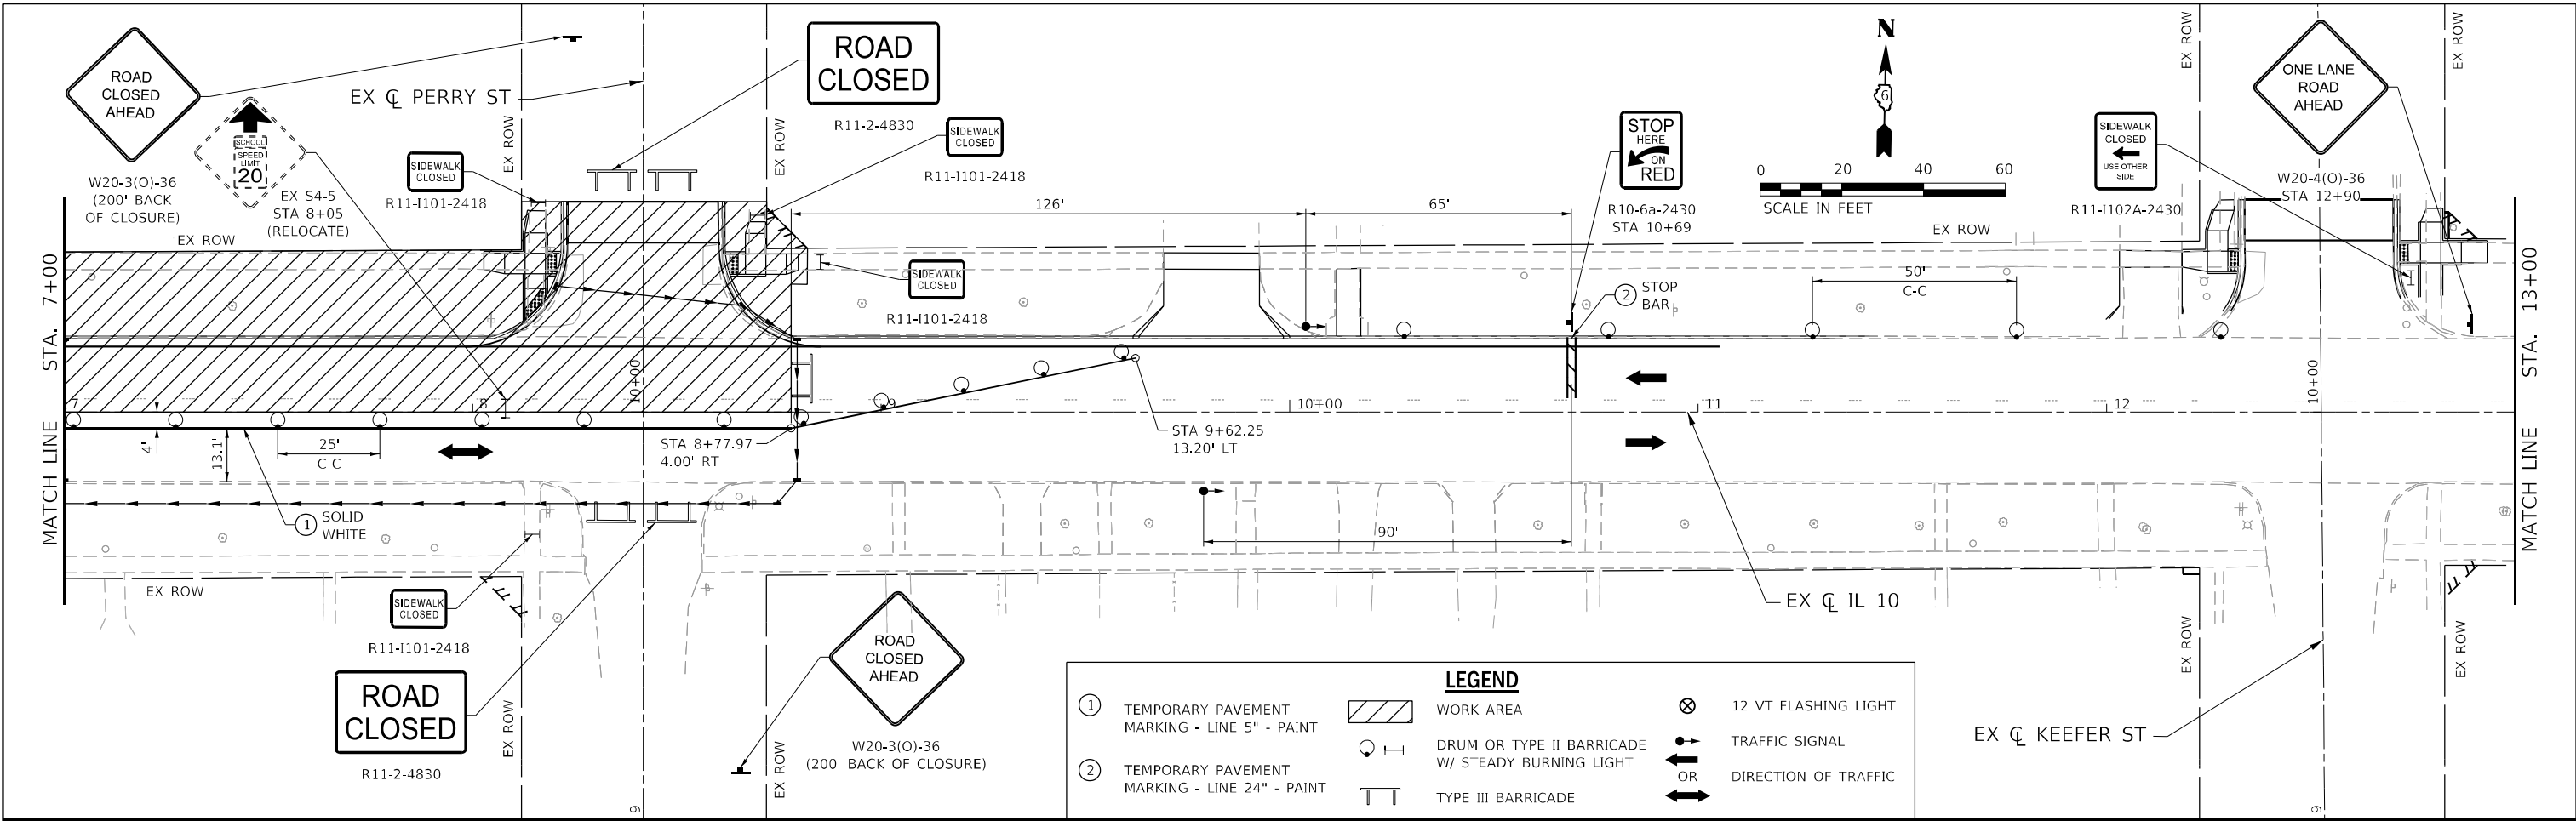 ROAD
CLOSED
AHEAD
W20-3(O)-36
(200' BACK
OF CLOSURE)
SCHOOL
SPEED
LIMIT
20
EX S4-5
STA 8+05
(RELOCATE)
EX ℄ PERRY ST
EX ROW
SIDEWALK
CLOSED
R11-I101-2418
ROAD
CLOSED
R11-2-4830
EX ROW
SIDEWALK
CLOSED
R11-I101-2418
SIDEWALK
CLOSED
R11-I101-2418
126'
65'
STOP
HERE
ON
RED
R10-6a-2430
STA 10+69
2 STOP
BAR
N
6
0 20 40 60
SCALE IN FEET
EX ROW
50'
C-C
SIDEWALK
CLOSED
USE OTHER
SIDE
R11-I102A-2430
EX ROW
ONE LANE
ROAD
AHEAD
W20-4(O)-36
STA 12+90
EX ROW
EX ROW
MATCH LINE STA. 7+00
MATCH LINE STA. 13+00
10+00
10+00
7 8 9 10+00 11 12
4'
13.1'
25'
C-C
1 SOLID
WHITE
STA 8+77.97
4.00' RT
STA 9+62.25
13.20' LT
90'
EX ℄ IL 10
EX ROW
SIDEWALK
CLOSED
R11-I101-2418
ROAD
CLOSED
R11-2-4830
EX ROW
9
EX ROW
ROAD
CLOSED
AHEAD
W20-3(O)-36
(200' BACK OF CLOSURE)
LEGEND
1 TEMPORARY PAVEMENT
MARKING - LINE 5" - PAINT
2 TEMPORARY PAVEMENT
MARKING - LINE 24" - PAINT
WORK AREA
DRUM OR TYPE II BARRICADE
W/ STEADY BURNING LIGHT
TYPE III BARRICADE
12 VT FLASHING LIGHT
TRAFFIC SIGNAL
OR DIRECTION OF TRAFFIC
EX ℄ KEEFER ST
EX ROW
EX ROW
9